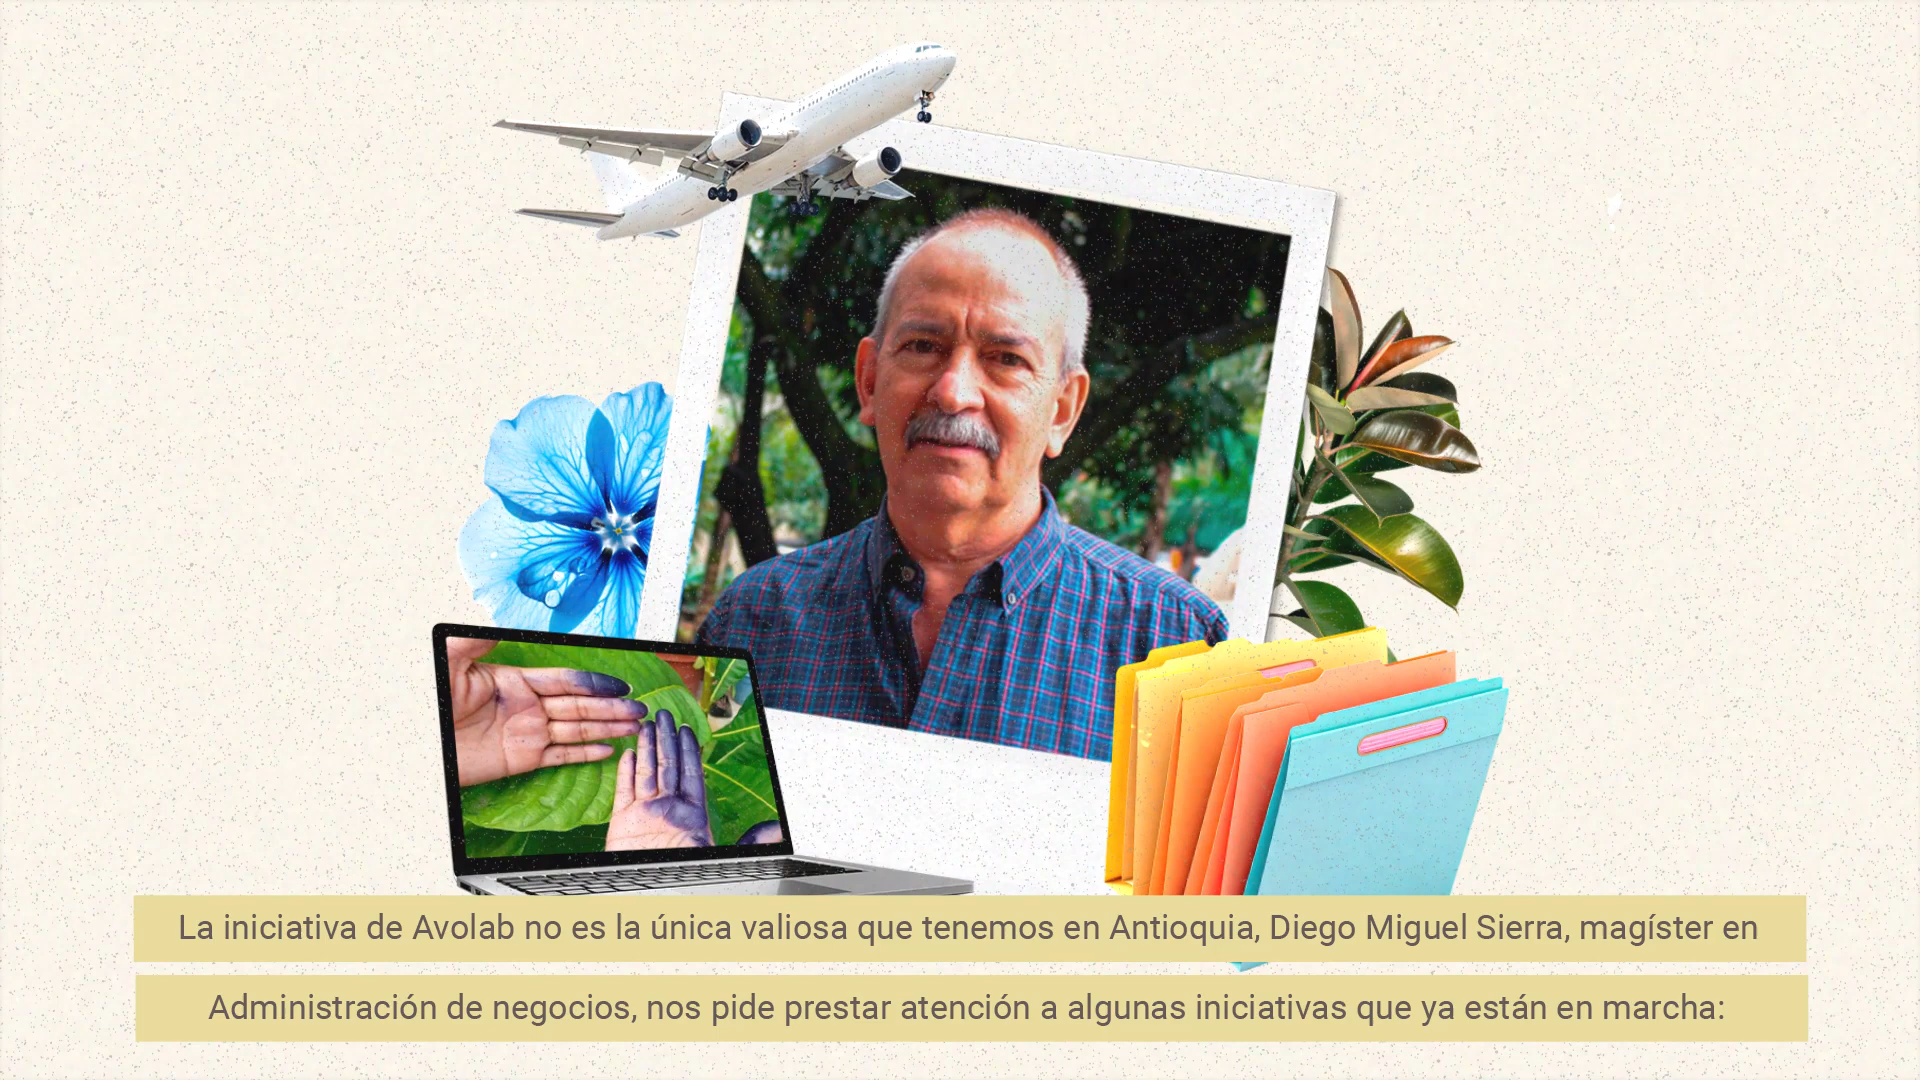 La iniciativa de Avolab no es la única valiosa que tenemos en Antioquia, Diego Miguel Sierra, magíster en
Administración de negocios, nos pide prestar atención a algunas iniciativas que ya están en marcha: